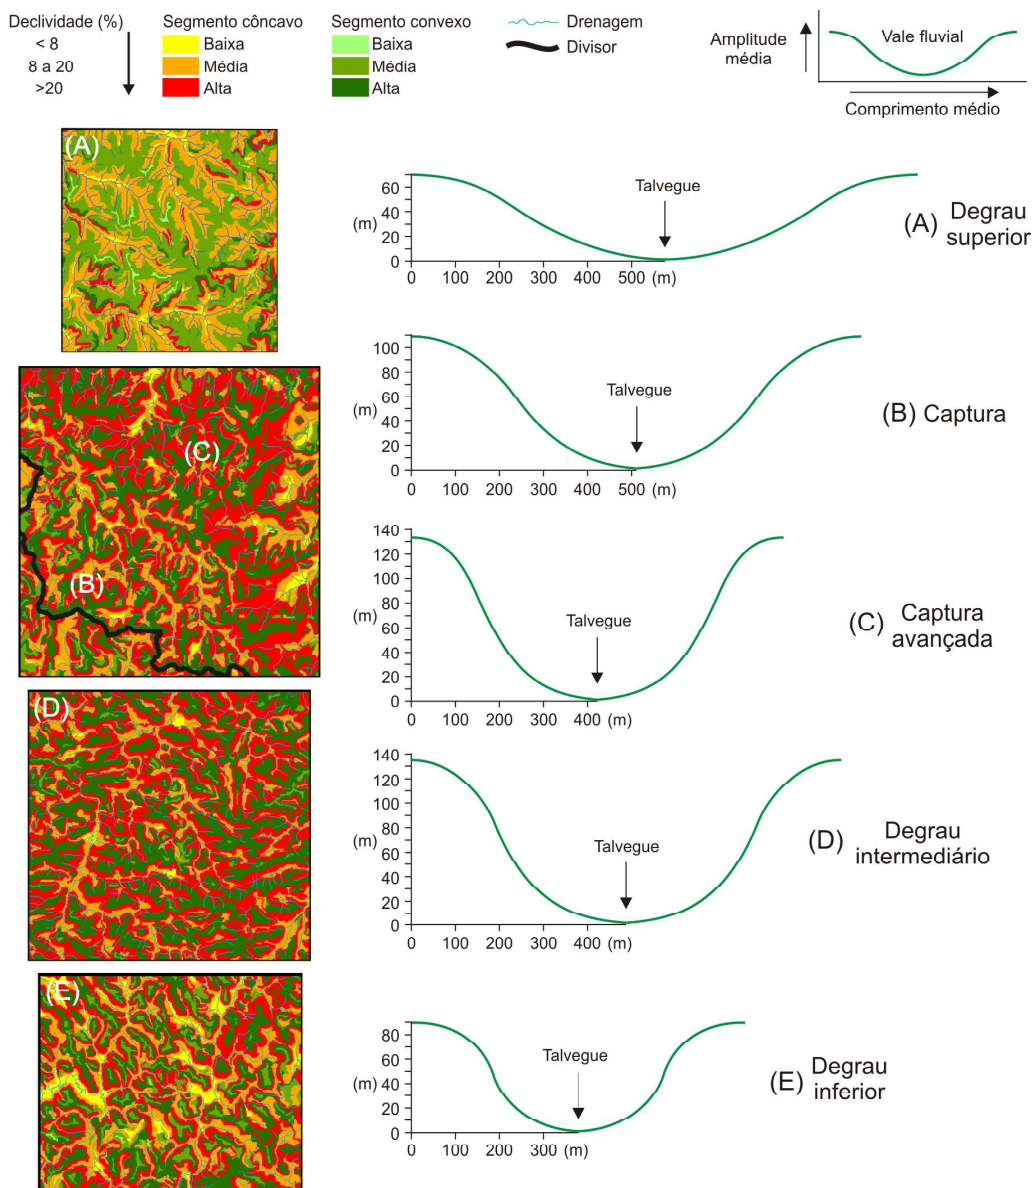 Declividade (%)
< 8
8 a 20
>20
Segmento côncavo
Baixa
Média
Alta
Segmento convexo
Baixa
Média
Alta
Drenagem
Divisor
Amplitude
média
Vale fluvial
Comprimento médio
(A)
60
40
(m)
20
0
0 100 200 300 400 500 (m)
Talvegue
(A) Degrau
superior
(C)
(B)
100
80
60
(m)
40
20
0
0 100 200 300 400 500 (m)
Talvegue
(B) Captura
140
120
100
80
(m)
60
40
20
0
0 100 200 300 400 (m)
Talvegue
(C) Captura
avançada
(D)
140
120
100
80
(m)
60
40
20
0
0 100 200 300 400 (m)
Talvegue
(D) Degrau
intermediário
(E)
80
60
(m)
40
20
0
0 100 200 300 (m)
Talvegue
(E) Degrau
inferior